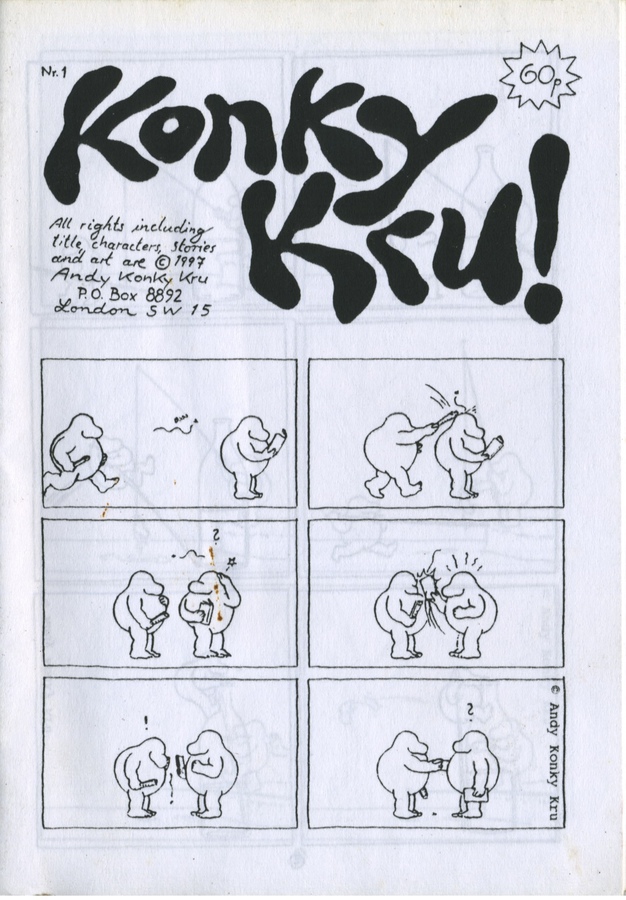 Nr. 1
60p
Konky
Kru!
All rights including
title, characters, stories
and art are © 1997
Andy Konky Kru
P.O. Box 8892
London SW 15
?
!
?
© Andy Konky Kru